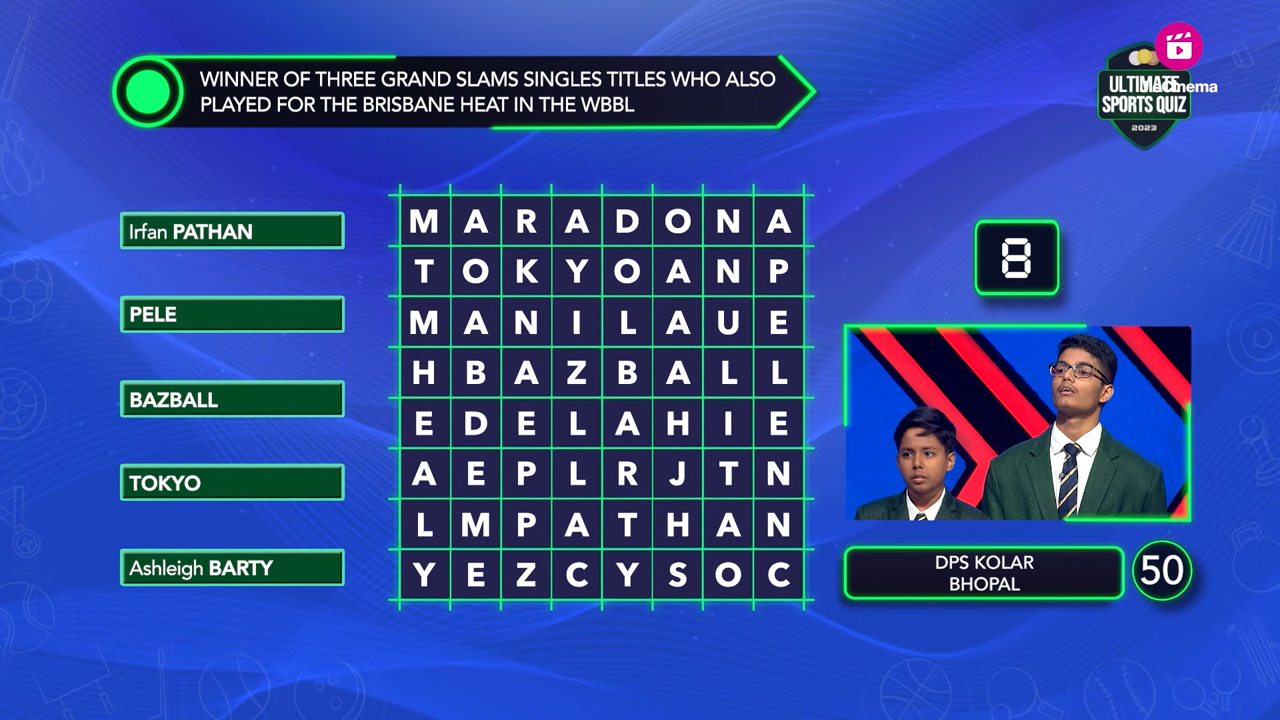 WINNER OF THREE GRAND SLAMS SINGLES TITLES WHO ALSO
PLAYED FOR THE BRISBANE HEAT IN THE WBBL
ULTIMATE
SPORTS QUIZ
2023
Irfan PATHAN
PELE
BAZBALL
TOKYO
Ashleigh BARTY
M A R A D O N A
T O K Y O A N P
M A N I L A U E
H B A Z B A L L
E D E L A H I E
A E P L R J T N
L M P A T H A N
Y E Z C Y S O C
8
DPS KOLAR
BHOPAL
50